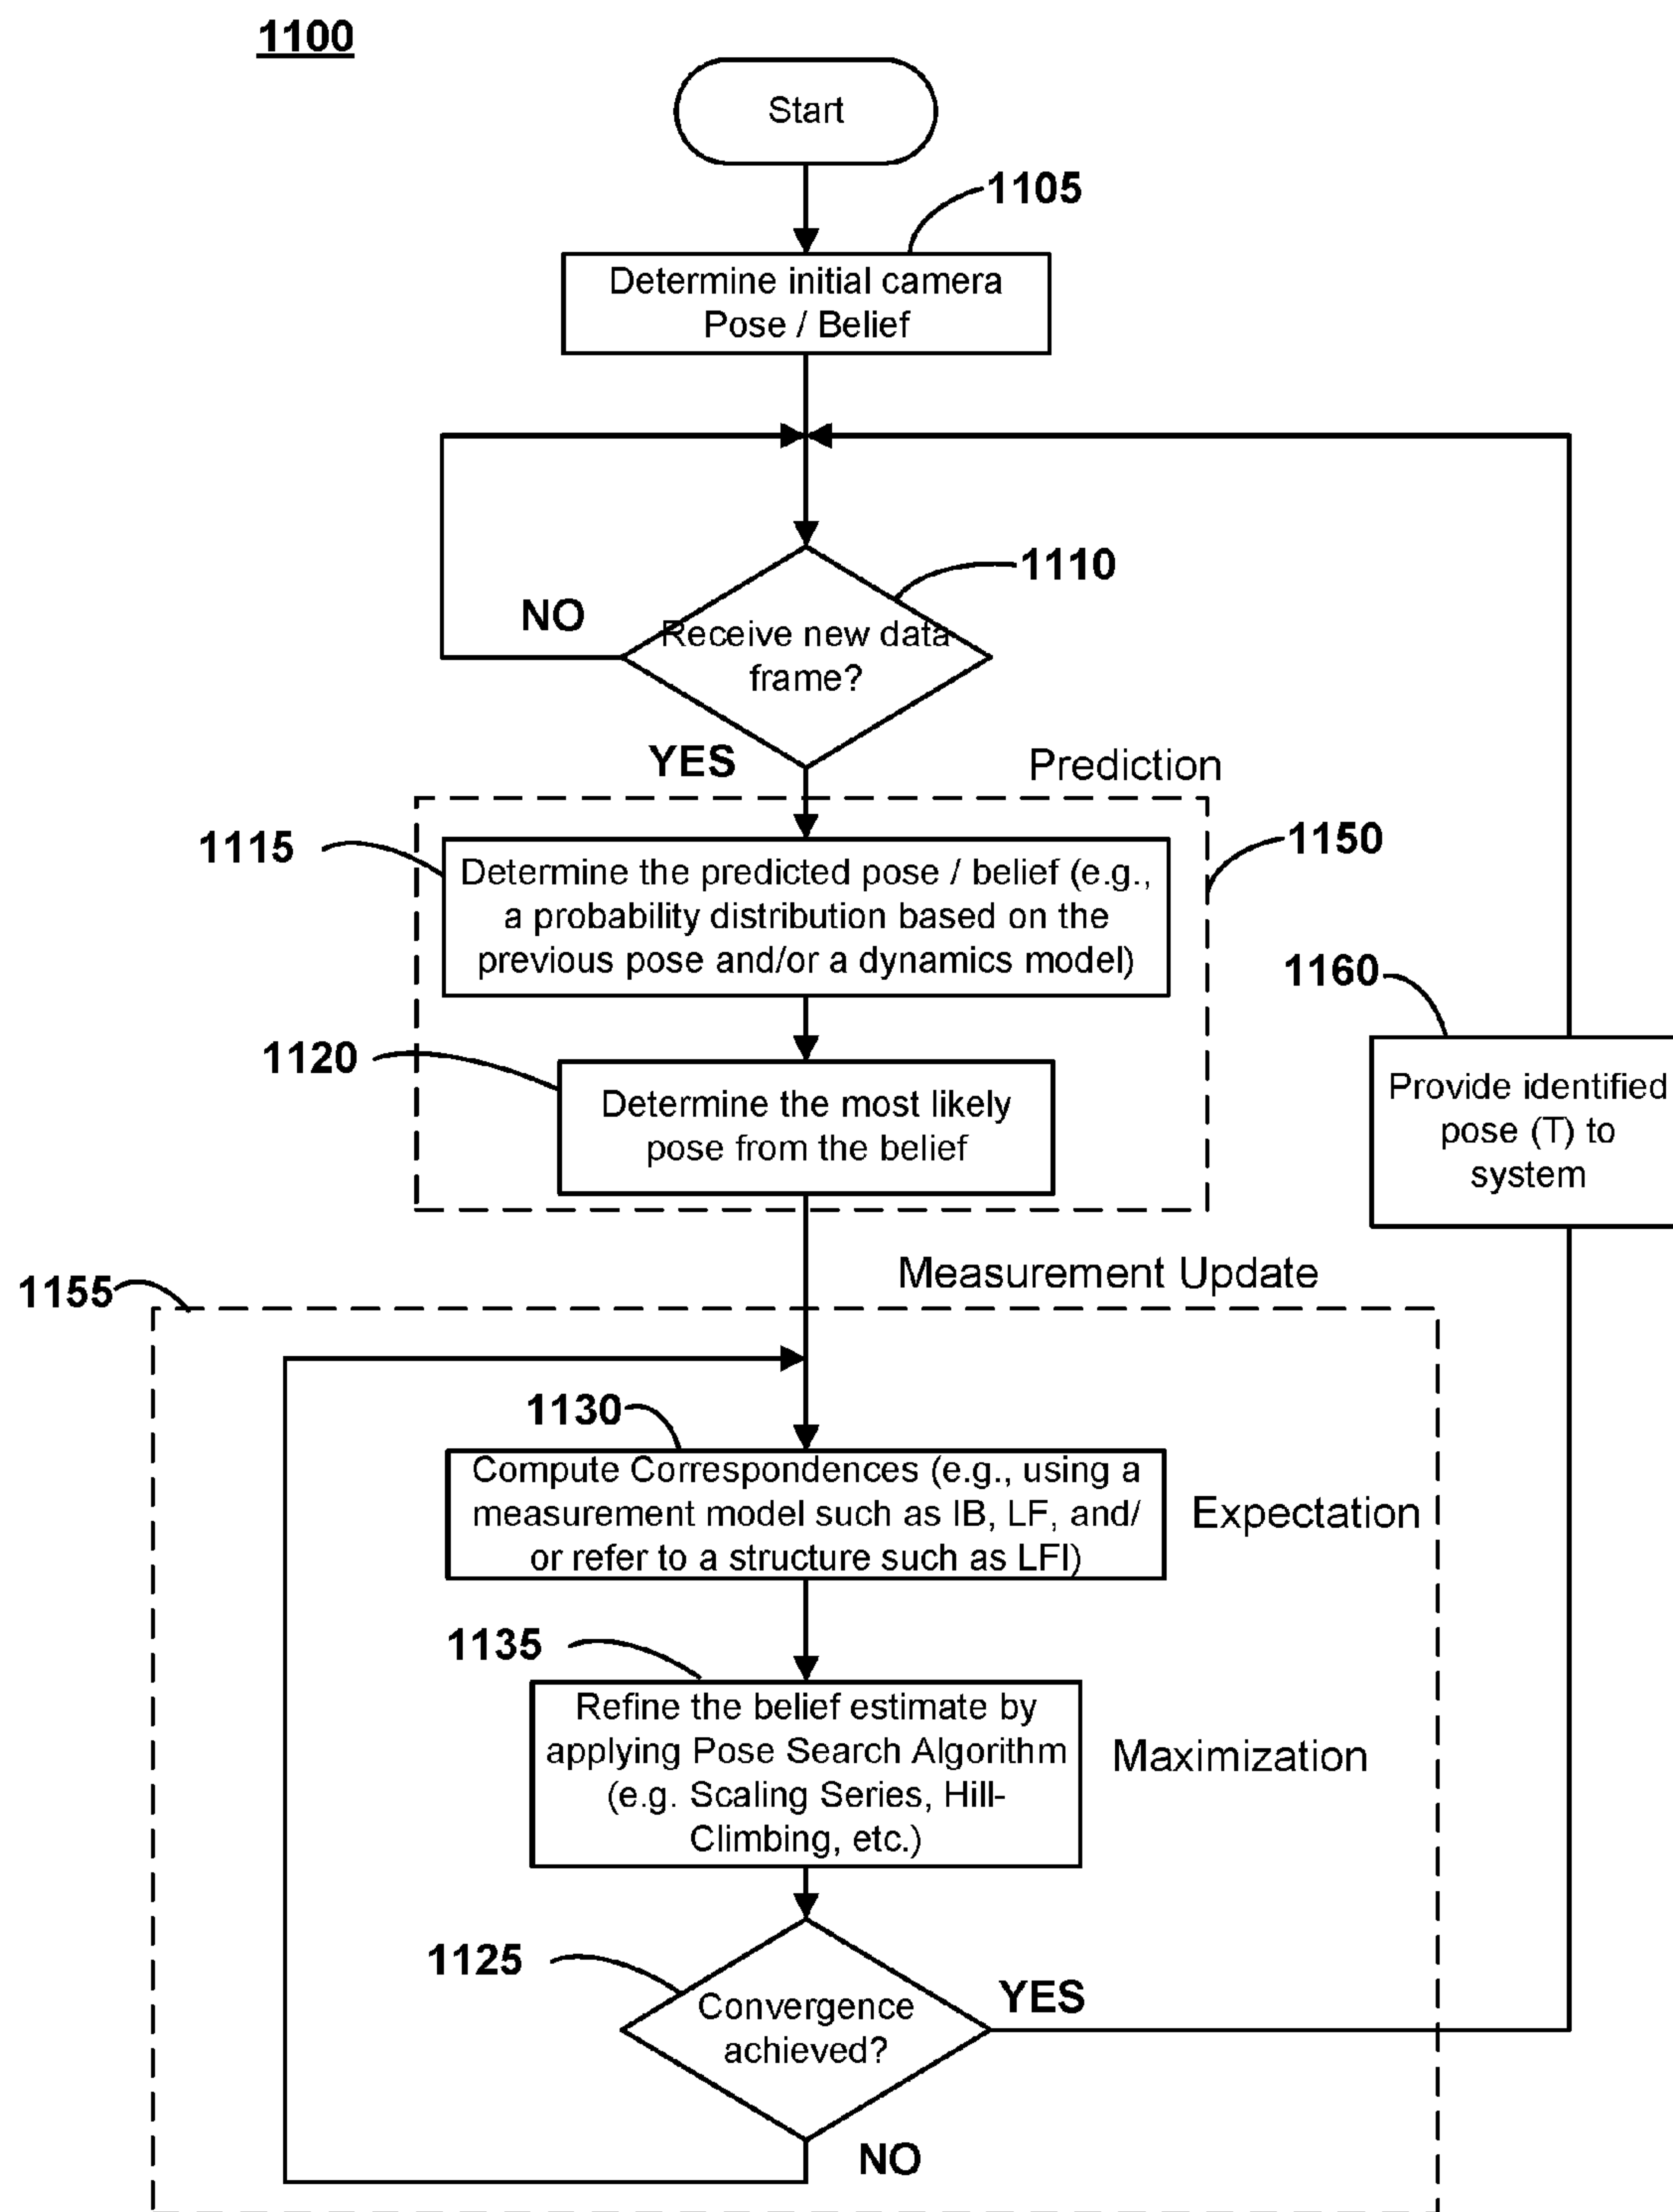 1100
Start
1105
Determine initial camera
Pose / Belief
1110
NO
Receive new data
frame?
YES
Prediction
1115
1150
Determine the predicted pose / belief (e.g.,
a probability distribution based on the
previous pose and/or a dynamics model)
1160
1120
Determine the most likely
pose from the belief
Provide identified
pose (T) to
system
Measurement Update
1155
1130
Compute Correspondences (e.g., using a
measurement model such as IB, LF, and/
or refer to a structure such as LFI)
Expectation
1135
Refine the belief estimate by
applying Pose Search Algorithm
(e.g. Scaling Series, Hill-
Climbing, etc.)
Maximization
1125
Convergence
achieved?
YES
NO